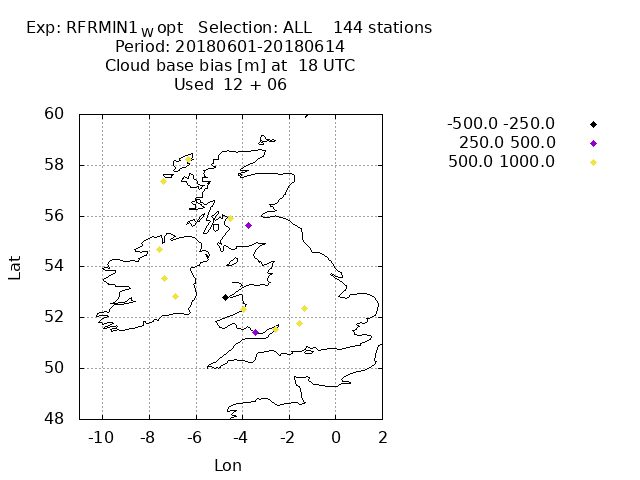 Exp: RFRMIN1_W opt   Selection: ALL    144 stations
Period: 20180601-20180614
Cloud base bias [m] at  18 UTC
Used  12 + 06
-500.0 -250.0
250.0 500.0
500.0 1000.0
60
58
56
54
52
50
48
Lat
-10 -8 -6 -4 -2 0 2
Lon